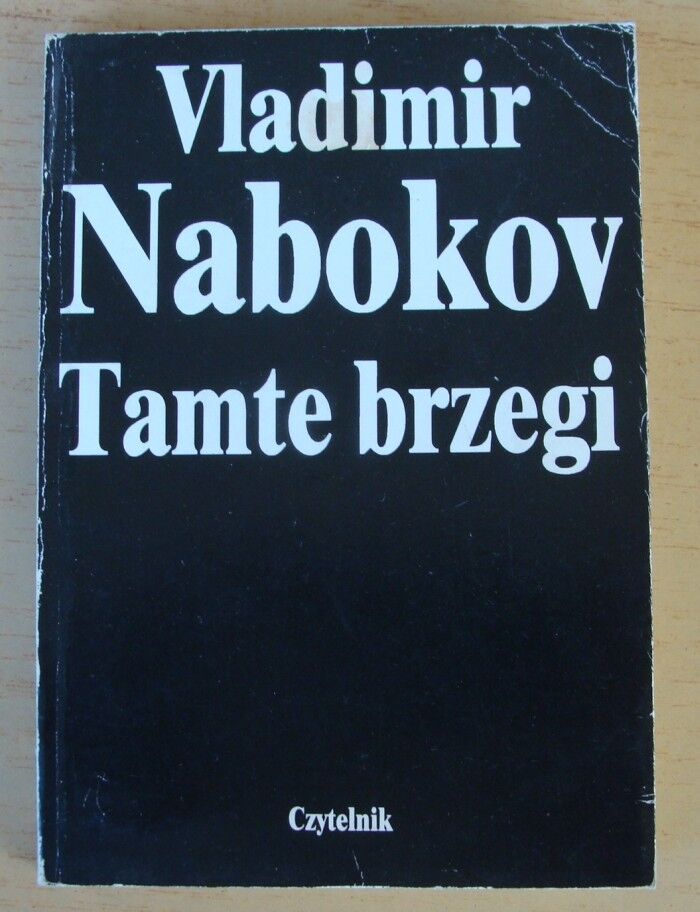 Vladimir
Nabokov
Tamte brzegi
Czytelnik